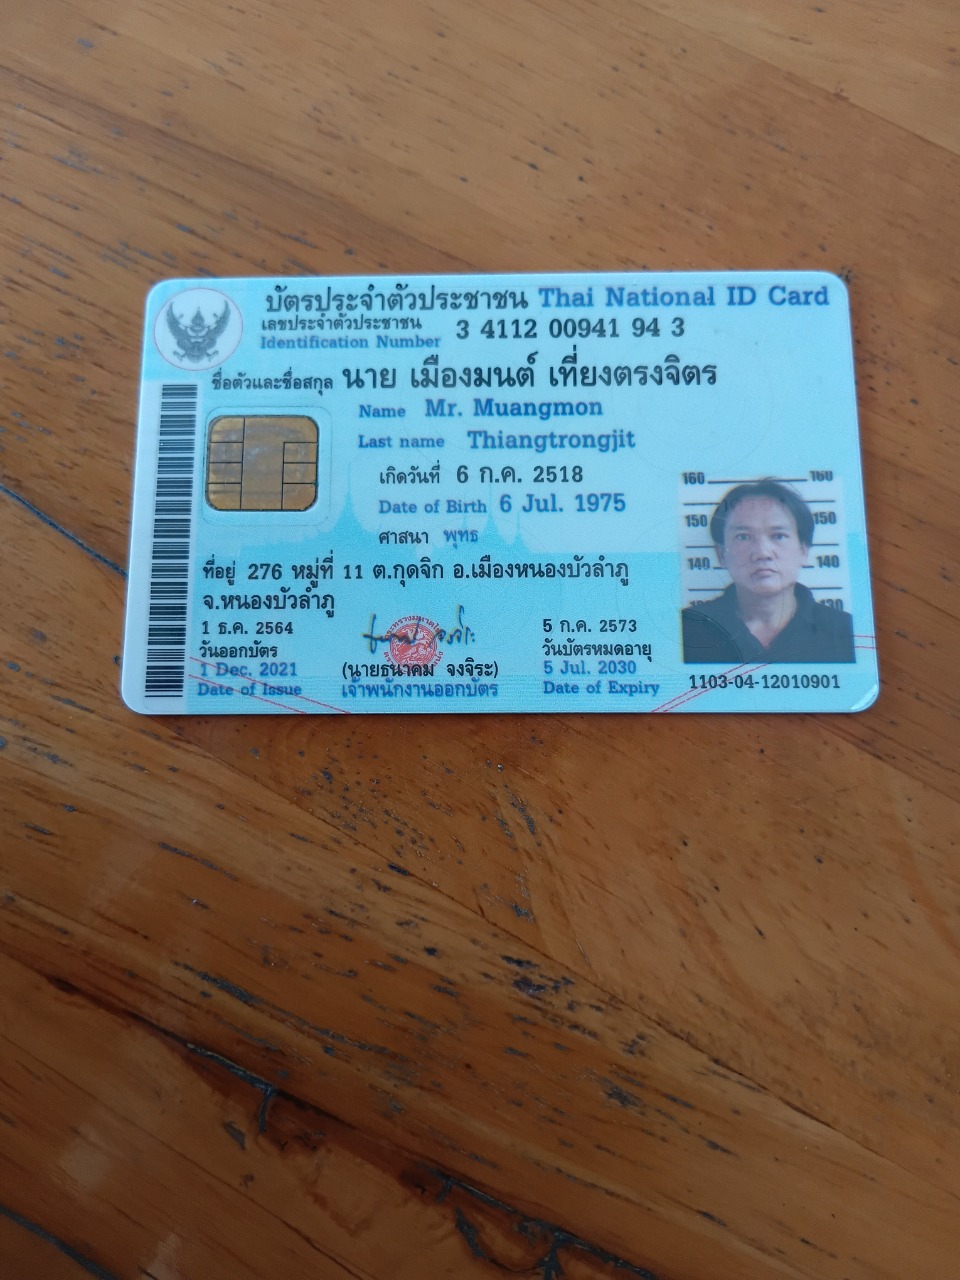 บัตรประจำตัวประชาชน Thai National ID Card
เลขประจำตัวประชาชน
Identification Number 3 4112 00941 94 3
ชื่อตัวและชื่อสกุล นาย เมืองมนต์ เที่ยงตรงจิตร
Name Mr. Muangmon
Last name Thiangtrongjit
เกิดวันที่ 6 ก.ค. 2518
Date of Birth 6 Jul. 1975
ศาสนา พุทธ
ที่อยู่ 276 หมู่ที่ 11 ต.กุดจิก อ.เมืองหนองบัวลำภู
จ.หนองบัวลำภู
1 ธ.ค. 2564
วันออกบัตร
1 Dec. 2021
Date of Issue
(นายธนาคม จงจิระ)
เจ้าพนักงานออกบัตร
5 ก.ค. 2573
วันบัตรหมดอายุ
5 Jul. 2030
Date of Expiry
160 160
150 150
140 140
130
1103-04-12010901